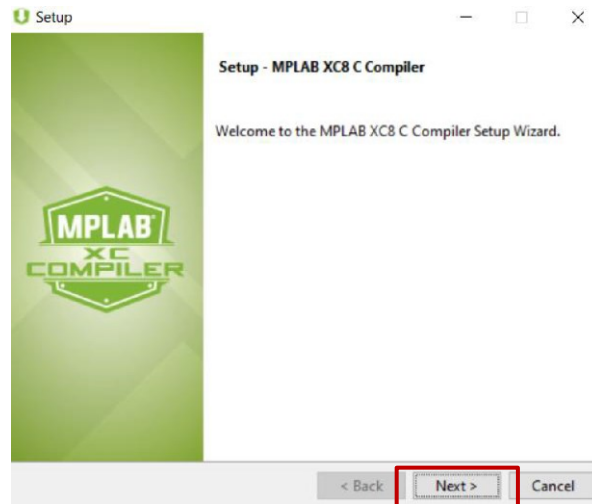 Setup
Setup - MPLAB XC8 C Compiler
Welcome to the MPLAB XC8 C Compiler Setup Wizard.
MPLAB
XC
COMPILER
< Back Next > Cancel